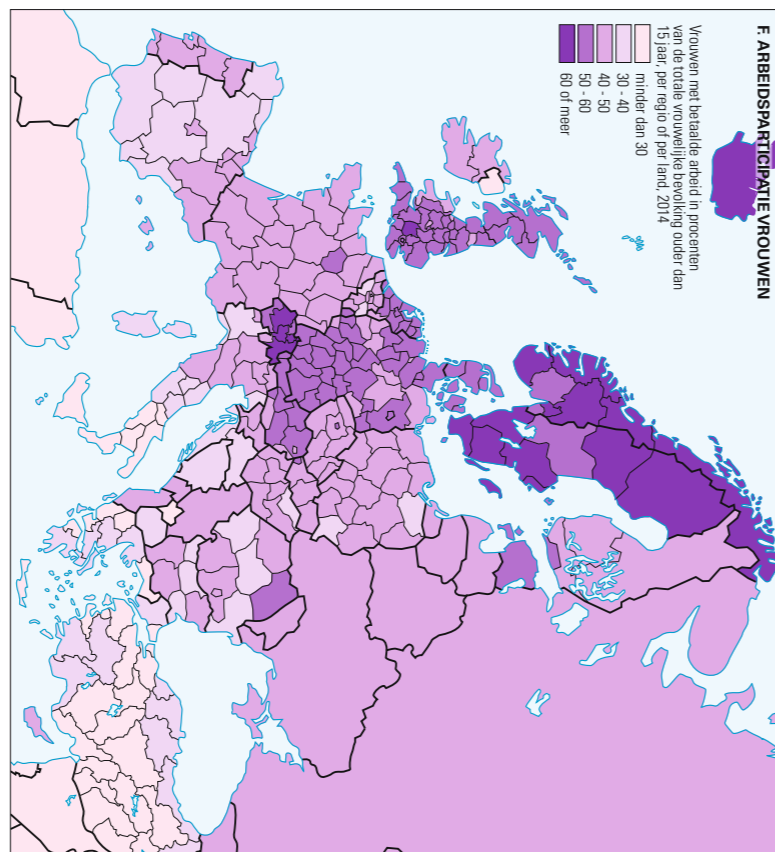 F. ARBEIDSPARTICIPATIE VROUWEN
Vrouwen met betaalde arbeid in procenten
van de totale vrouwelijke bevolking ouder dan
15 jaar, per regio of per land, 2014
minder dan 30
30 - 40
40 - 50
50 - 60
60 of meer